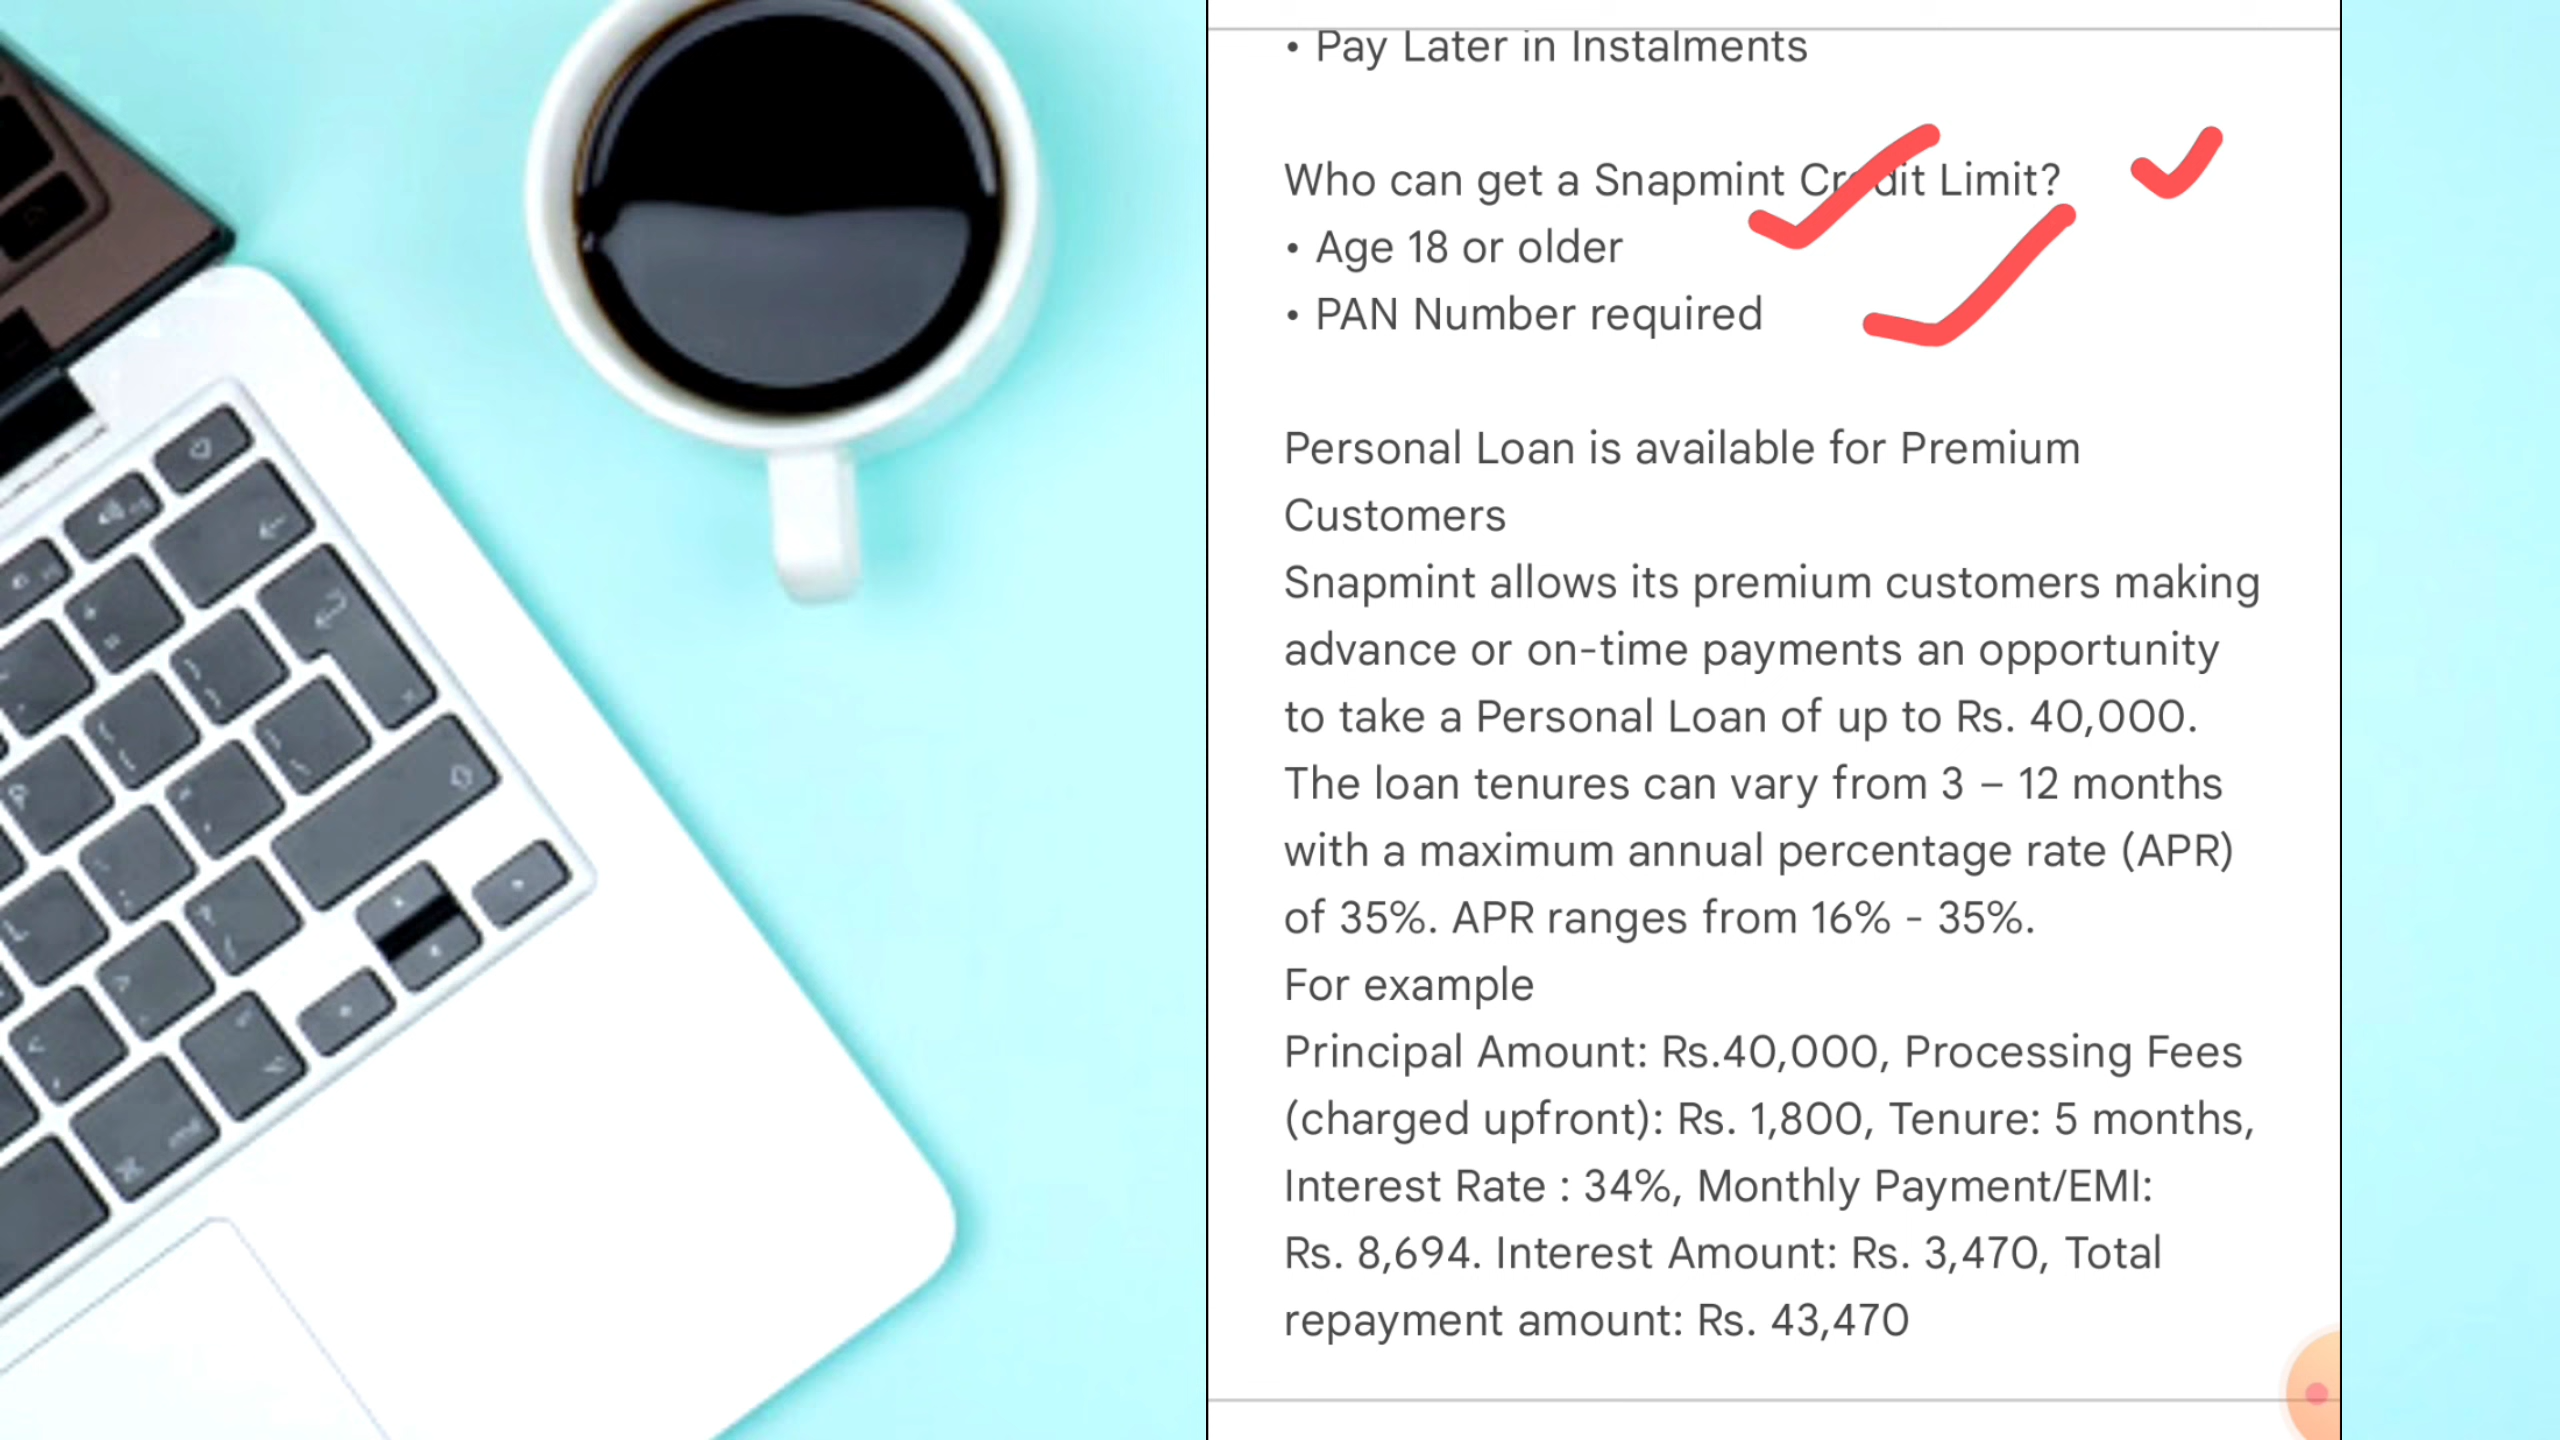 • Pay Later in Instalments
Who can get a Snapmint Credit Limit?
• Age 18 or older
• PAN Number required
Personal Loan is available for Premium
Customers
Snapmint allows its premium customers making
advance or on-time payments an opportunity
to take a Personal Loan of up to Rs. 40,000.
The loan tenures can vary from 3 – 12 months
with a maximum annual percentage rate (APR)
of 35%. APR ranges from 16% - 35%.
For example
Principal Amount: Rs.40,000, Processing Fees
(charged upfront): Rs. 1,800, Tenure: 5 months,
Interest Rate : 34%, Monthly Payment/EMI:
Rs. 8,694. Interest Amount: Rs. 3,470, Total
repayment amount: Rs. 43,470